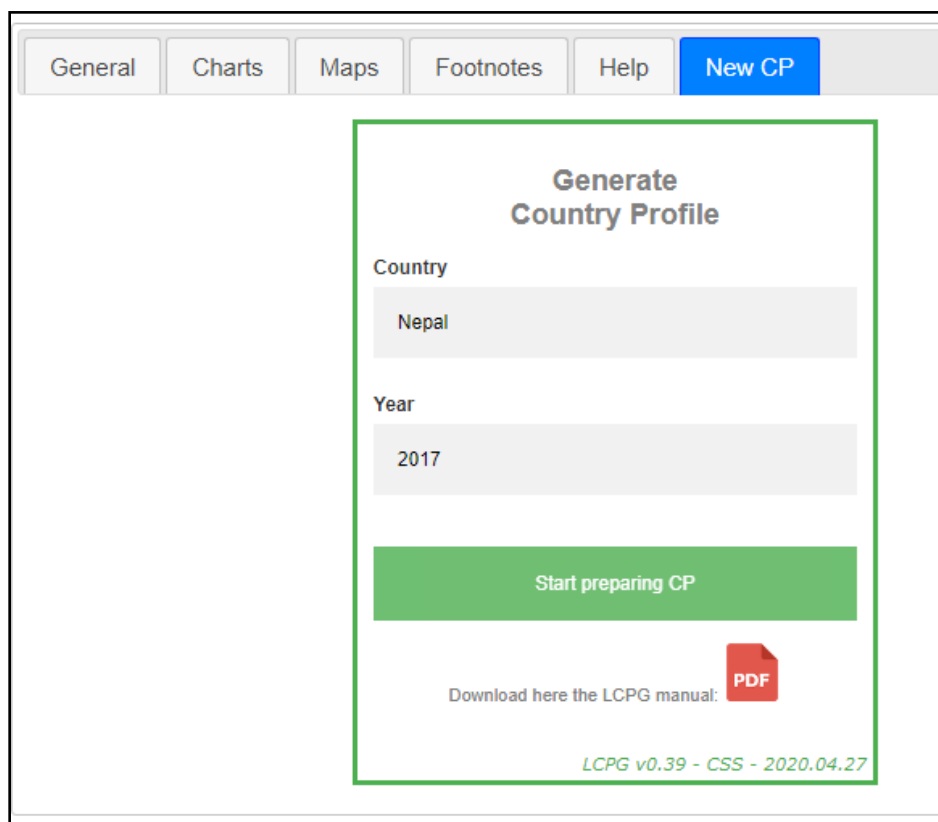 General Charts Maps Footnotes Help New CP
Generate
Country Profile
Country
Nepal
Year
2017
Start preparing CP
Download here the LCPG manual: PDF
LCPG v0.39 - CSS - 2020.04.27